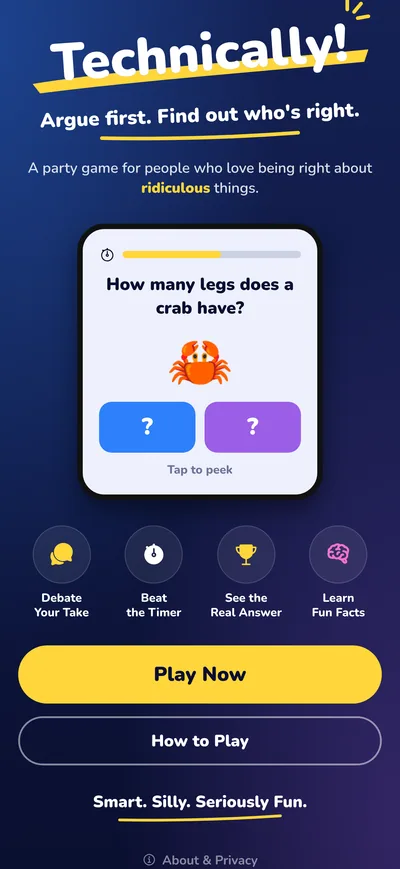 Technically!
Argue first. Find out who's right.
A party game for people who love being right about
ridiculous things.
How many legs does a
crab have?
? ?
Tap to peek
Debate
Your Take
Beat
the Timer
See the
Real Answer
Learn
Fun Facts
Play Now
How to Play
Smart. Silly. Seriously Fun.
About & Privacy